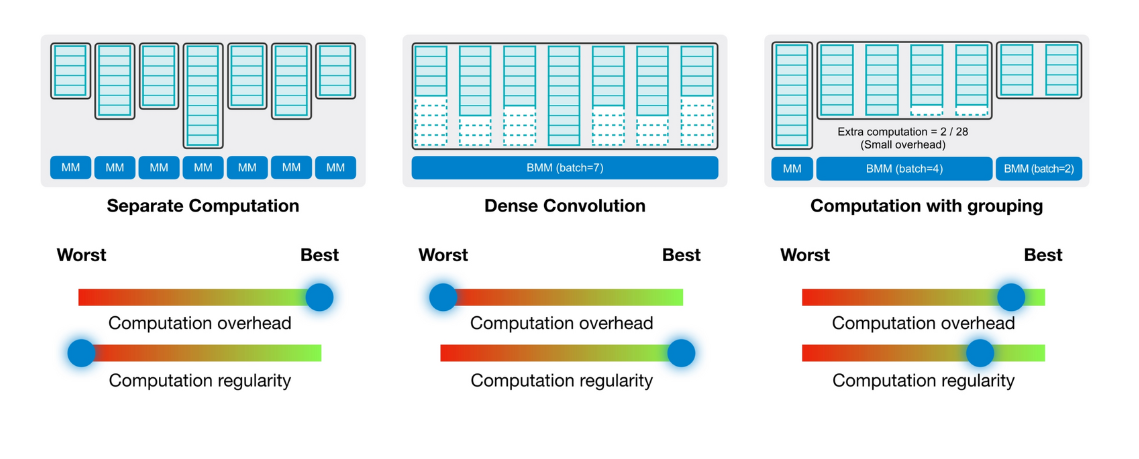 MM MM MM MM MM MM MM
Separate Computation
Worst Best
Computation overhead
Computation regularity
BMM (batch=7)
Dense Convolution
Worst Best
Computation overhead
Computation regularity
Extra computation = 2 / 28
(Small overhead)
MM BMM (batch=4) BMM (batch=2)
Computation with grouping
Worst Best
Computation overhead
Computation regularity